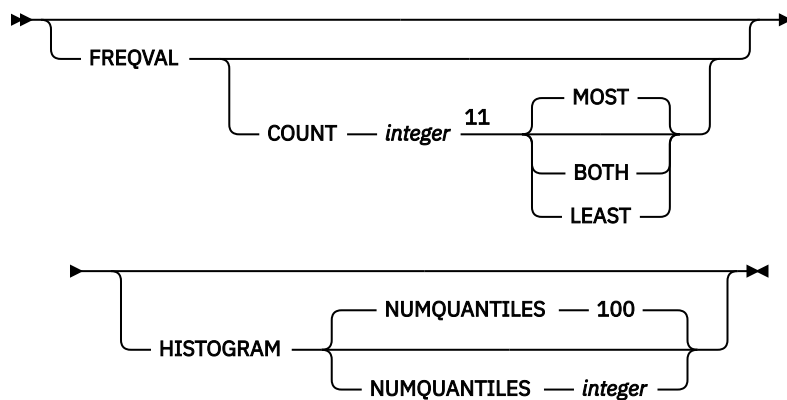 FREQVAL
COUNT integer 11
MOST
BOTH
LEAST
HISTOGRAM
NUMQUANTILES 100
NUMQUANTILES integer